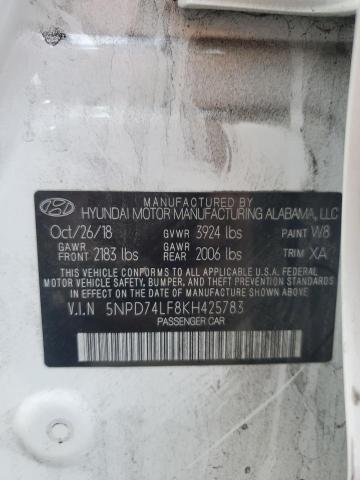 MANUFACTURED BY
HYUNDAI MOTOR MANUFACTURING ALABAMA, LLC
Oct/26/18 GVWR 3924 lbs PAINT W8
GAWR FRONT 2183 lbs GAWR REAR 2006 lbs TRIM XA
THIS VEHICLE CONFORMS TO ALL APPLICABLE U.S. FEDERAL
MOTOR VEHICLE SAFETY, BUMPER, AND THEFT PREVENTION
STANDARDS IN EFFECT ON THE DATE OF MANUFACTURE SHOWN ABOVE.
V.I.N 5NPD74LF8KH425783
PASSENGER CAR